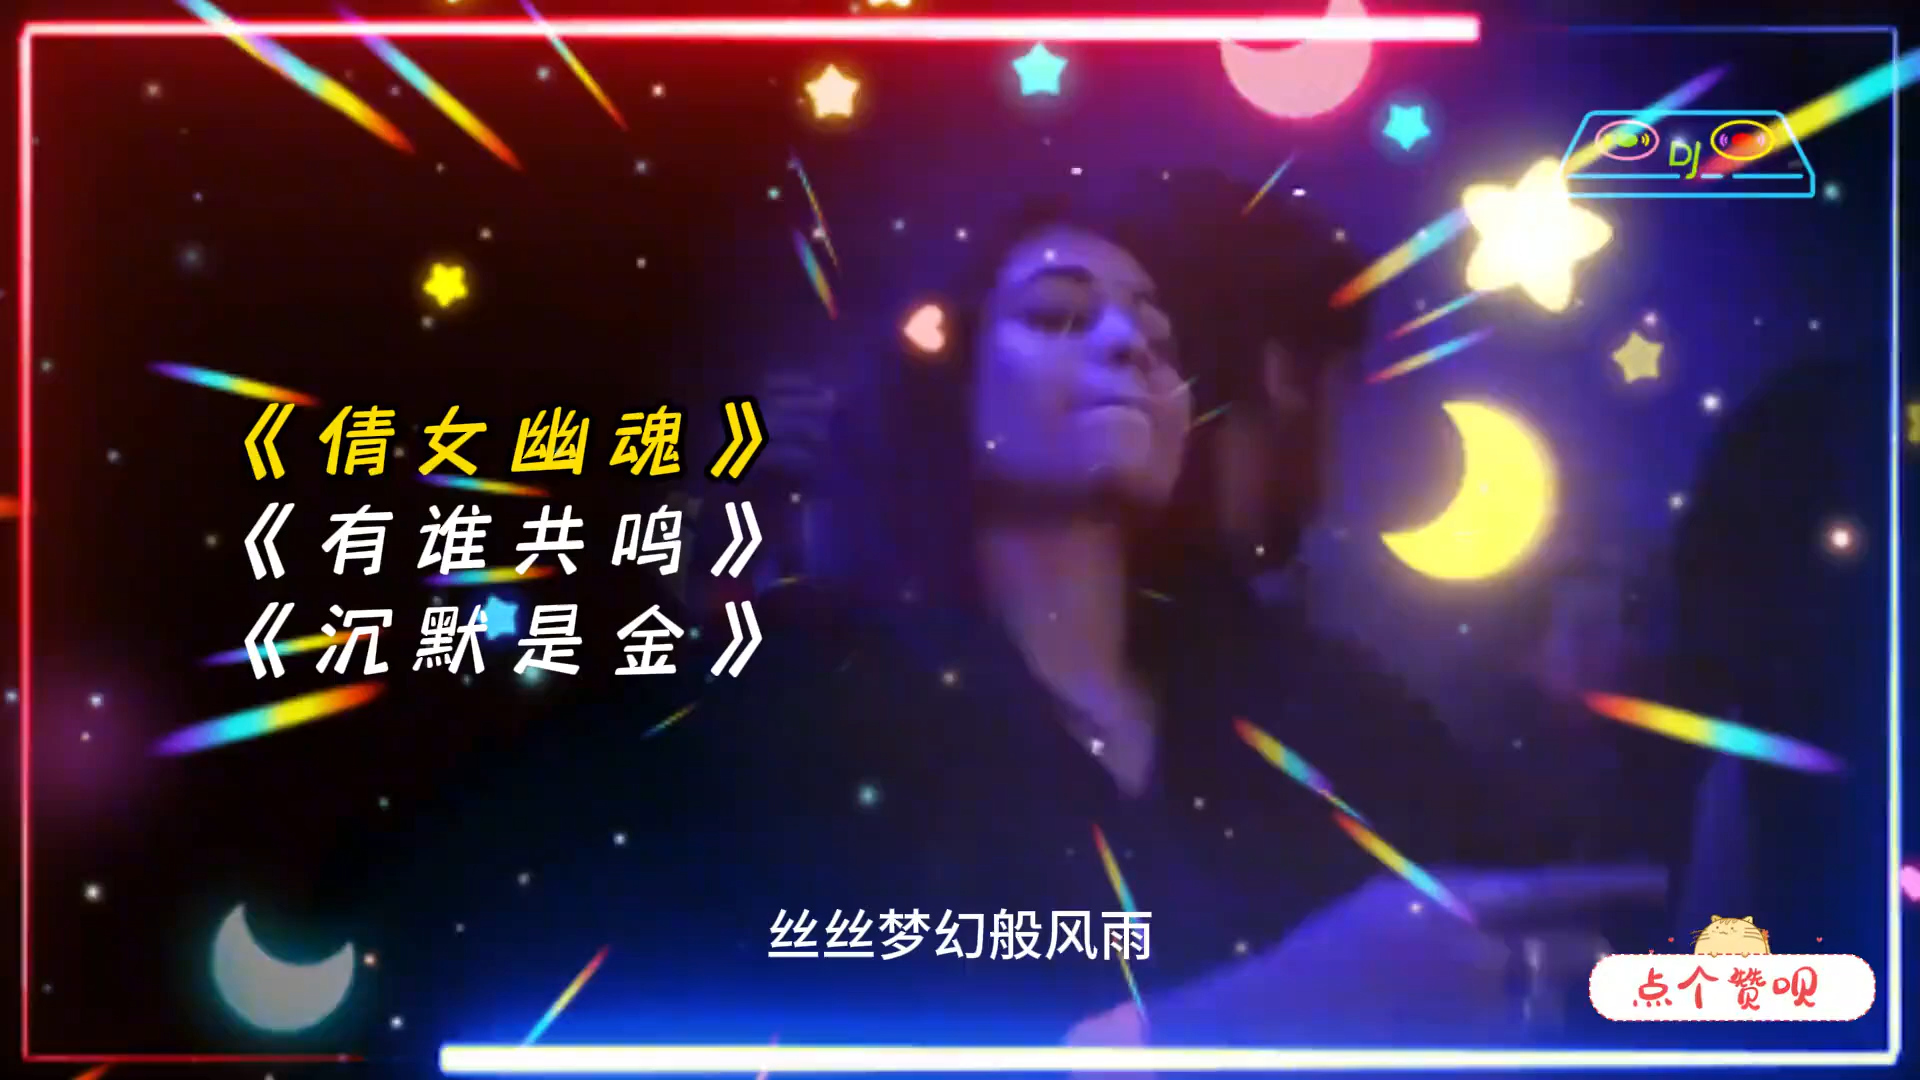 DJ
《倩女幽魂》
《有谁共鸣》
《沉默是金》
丝丝梦幻般风雨
点个赞呗